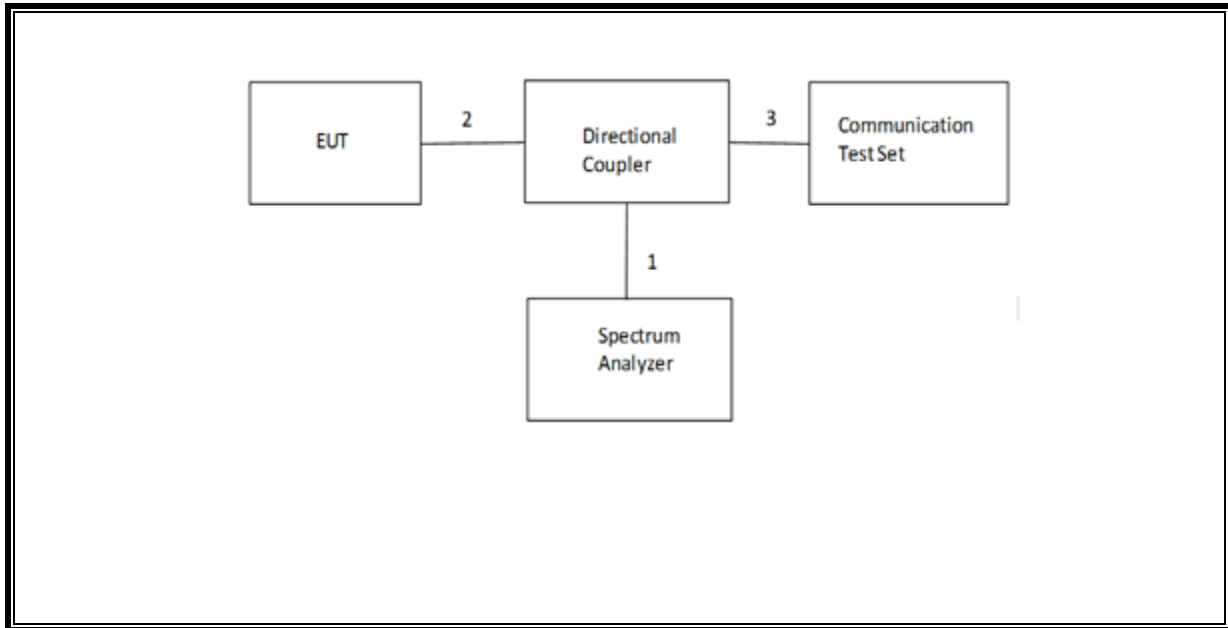 EUT
2
Directional
Coupler
3
Communication
Test Set
1
Spectrum
Analyzer